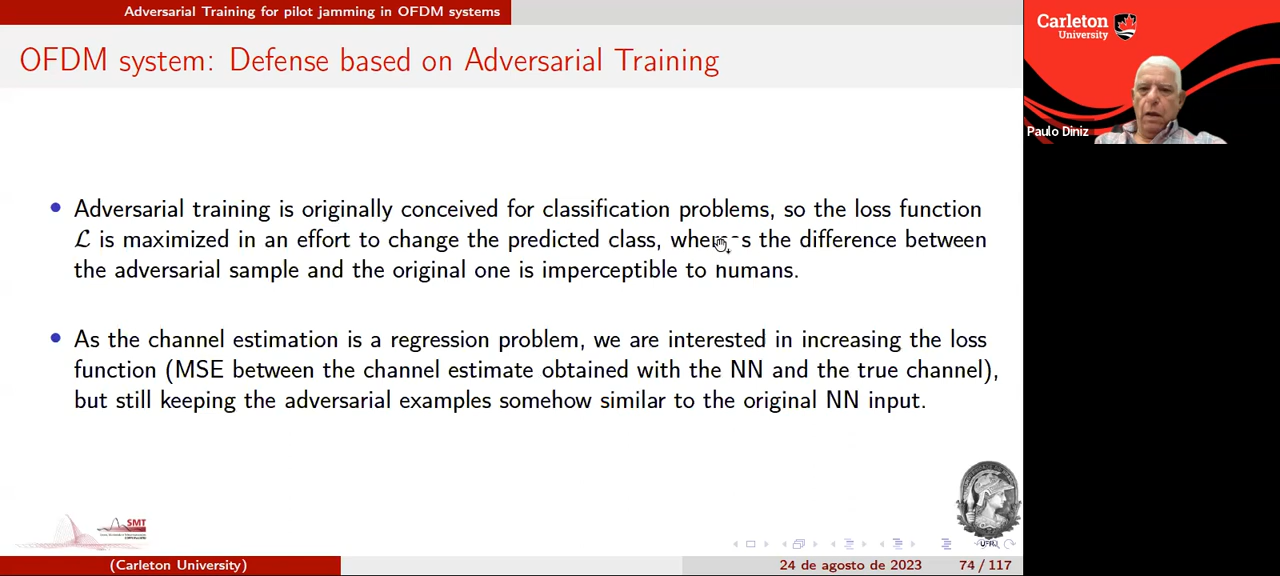 Adversarial Training for pilot jamming in OFDM systems
OFDM system: Defense based on Adversarial Training
Adversarial training is originally conceived for classification problems, so the loss function
ℒ is maximized in an effort to change the predicted class, whereas the difference between
the adversarial sample and the original one is imperceptible to humans.
As the channel estimation is a regression problem, we are interested in increasing the loss
function (MSE between the channel estimate obtained with the NN and the true channel),
but still keeping the adversarial examples somehow similar to the original NN input.
SMT
UFRJ
(Carleton University)
24 de agosto de 2023
74 / 117
Carleton
University
Paulo Diniz